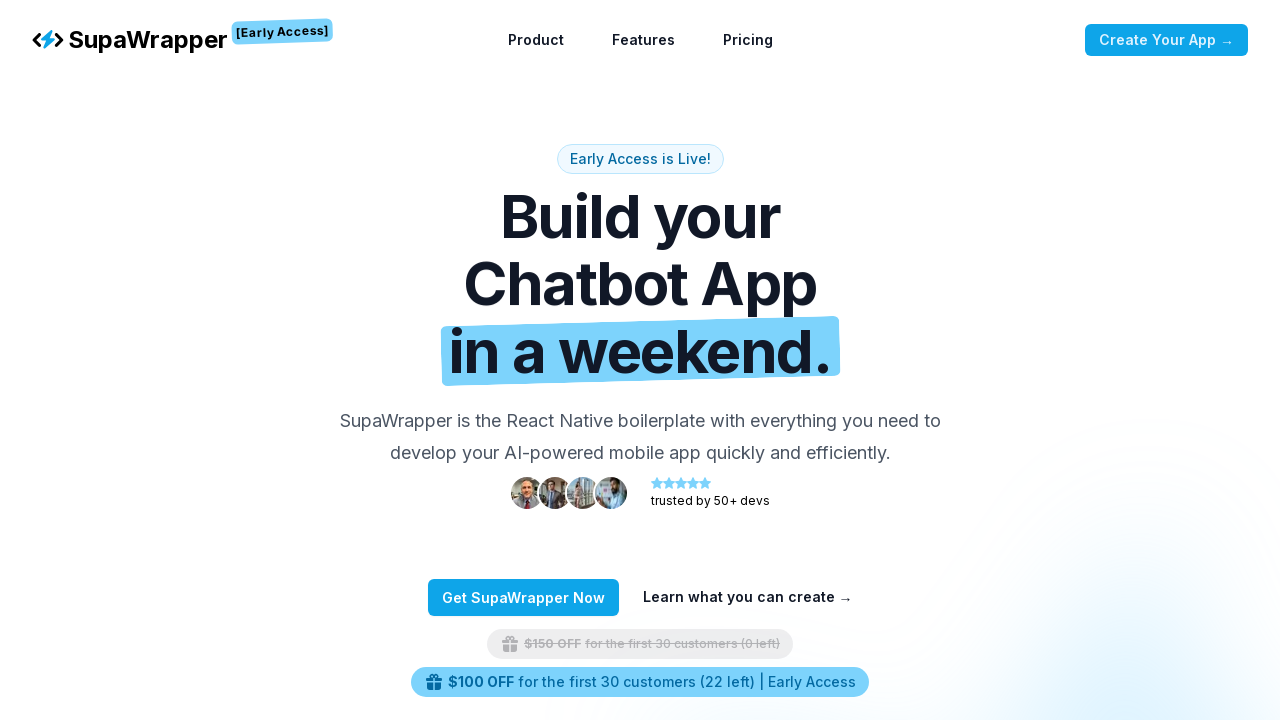 SupaWrapper [Early Access]
Product
Features
Pricing
Create Your App →
Early Access is Live!
Build your
Chatbot App
in a weekend.
SupaWrapper is the React Native boilerplate with everything you need to
develop your AI-powered mobile app quickly and efficiently.
trusted by 50+ devs
Get SupaWrapper Now
Learn what you can create →
$150 OFF for the first 30 customers (0 left)
$100 OFF for the first 30 customers (22 left) | Early Access